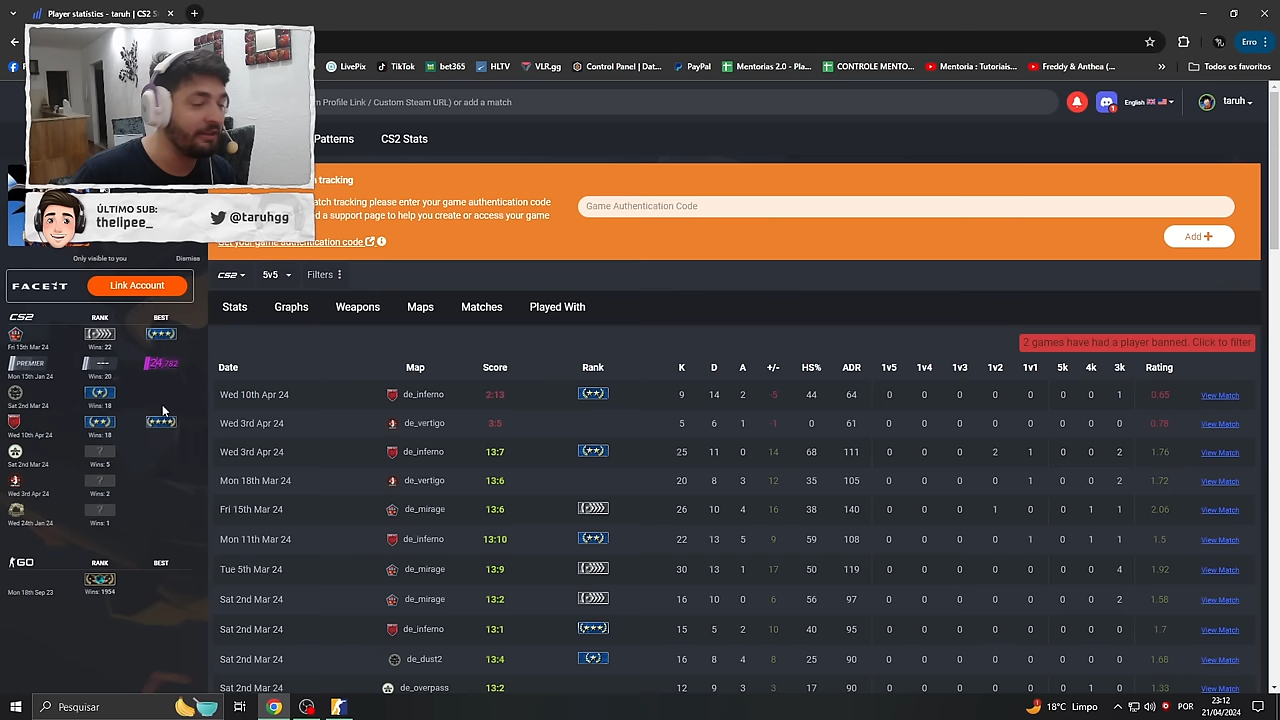 Player statistics - taruh | CS2 S
Erro
LivePix TikTok bet365 HLTV VLR.gg Control Panel | Dat... PayPal Mentorias 2.0 - Pla... CONTROLE MENTO... Mentoria : Tutoriais... Freddy & Anthea (... Todos os favoritos
Profile Link / Custom Steam URL) or add a match
English
taruh
Patterns CS2 Stats
tracking
atch tracking please enter your game authentication code
d a support page to help you create or access your game
Get your game authentication code
Game Authentication Code
Add
ÚLTIMO SUB:
thelipee_
@taruhgg
Only visible to you Dismiss
FACEIT Link Account
CS2 5v5 Filters
Stats Graphs Weapons Maps Matches Played With
2 games have had a player banned. Click to filter
CS2 RANK BEST
Fri 15th Mar 24 Wins: 22
PREMIER --- 24,782
Mon 15th Jan 24 Wins: 20
Sat 2nd Mar 24 Wins: 18
Wed 10th Apr 24 Wins: 18
?
Sat 2nd Mar 24 Wins: 5
?
Wed 3rd Apr 24 Wins: 2
?
Wed 24th Jan 24 Wins: 1
GO RANK BEST
Mon 18th Sep 23 Wins: 1954
Date Map Score Rank K D A +/- HS% ADR 1v5 1v4 1v3 1v2 1v1 5k 4k 3k Rating
Wed 10th Apr 24 de_inferno 2:13 9 14 2 -5 44 64 0 0 0 0 0 0 0 1 0.65 View Match
Wed 3rd Apr 24 de_vertigo 3:5 5 6 1 -1 0 61 0 0 0 0 0 0 0 0 0.78 View Match
Wed 3rd Apr 24 de_inferno 13:7 25 11 0 14 68 111 0 0 0 2 1 0 0 2 1.76 View Match
Mon 18th Mar 24 de_vertigo 13:6 20 8 3 12 35 105 0 0 0 0 1 0 0 2 1.72 View Match
Fri 15th Mar 24 de_mirage 13:6 26 10 4 16 38 140 0 0 0 1 0 0 1 1 2.06 View Match
Mon 11th Mar 24 de_inferno 13:10 22 13 5 9 59 108 0 0 0 0 1 0 1 1 1.5 View Match
Tue 5th Mar 24 de_mirage 13:9 30 13 1 17 50 119 0 0 0 0 0 0 0 4 1.92 View Match
Sat 2nd Mar 24 de_mirage 13:2 16 10 0 6 56 97 0 0 0 0 0 0 0 2 1.58 View Match
Sat 2nd Mar 24 de_inferno 13:1 15 5 2 10 40 95 0 0 0 0 0 0 0 0 1.7 View Match
Sat 2nd Mar 24 de_dust2 13:4 16 8 4 8 25 90 0 0 0 0 0 0 0 0 1.68 View Match
Sat 2nd Mar 24 de_overpass 13:2 12 3 3 17 90 0 0 0 0 0 0 0 0 1.33 View Match
Pesquisar
18°C Limpo
POR
23:12
21/04/2024